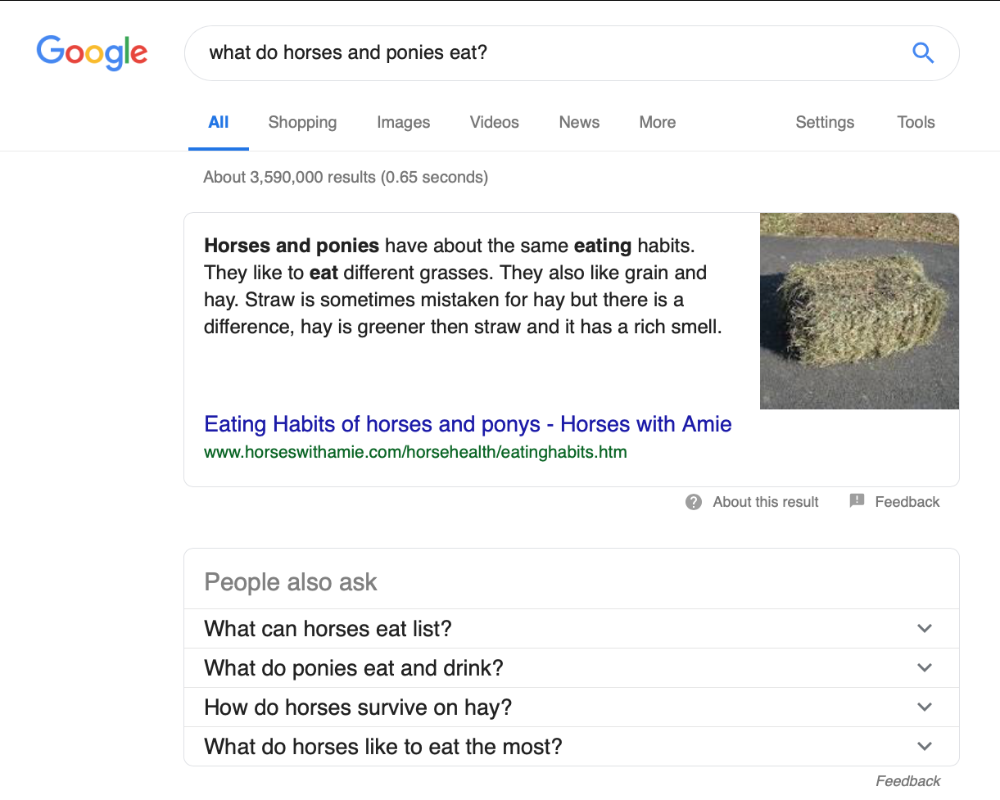 Google
what do horses and ponies eat?
All Shopping Images Videos News More Settings Tools
About 3,590,000 results (0.65 seconds)
Horses and ponies have about the same eating habits.
They like to eat different grasses. They also like grain and
hay. Straw is sometimes mistaken for hay but there is a
difference, hay is greener then straw and it has a rich smell.
Eating Habits of horses and ponys - Horses with Amie
www.horseswithamie.com/horsehealth/eatinghabits.htm
About this result Feedback
People also ask
What can horses eat list?
What do ponies eat and drink?
How do horses survive on hay?
What do horses like to eat the most?
Feedback